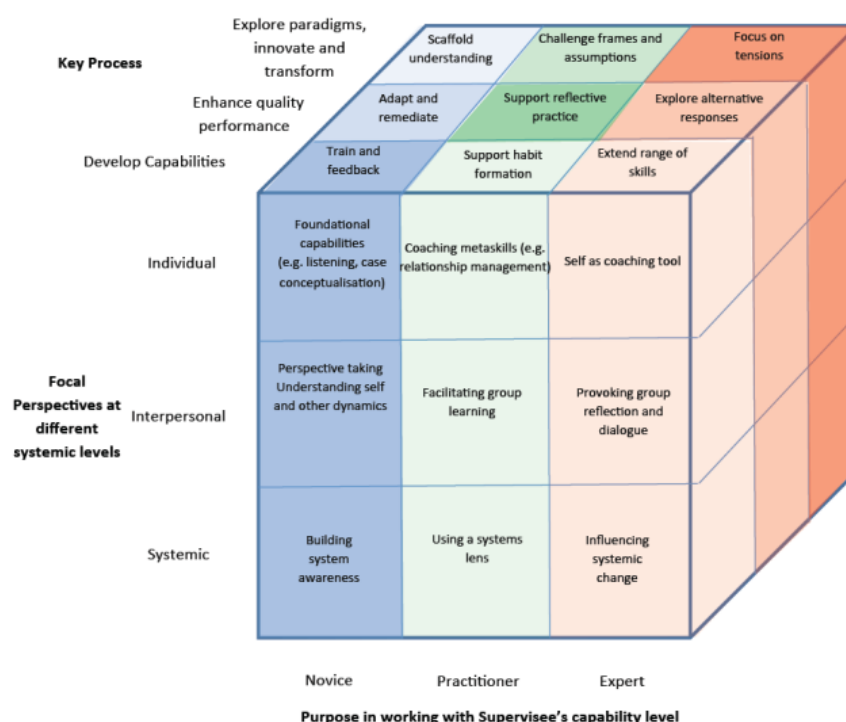 Explore paradigms,
innovate and
transform
Key Process
Scaffold
understanding
Challenge frames and
assumptions
Focus on
tensions
Enhance quality
performance
Adapt and
remediate
Support reflective
practice
Explore alternative
responses
Develop Capabilities
Train and
feedback
Support habit
formation
Extend range of
skills
Individual
Foundational
capabilities
(e.g. listening, case
conceptualisation)
Coaching metaskills (e.g.
relationship management)
Self as coaching tool
Focal
Perspectives at
different
systemic levels
Interpersonal
Perspective taking
Understanding self
and other dynamics
Facilitating group
learning
Provoking group
reflection and
dialogue
Systemic
Building
system
awareness
Using a systems
lens
Influencing
systemic
change
Novice
Practitioner
Expert
Purpose in working with Supervisee's capability level